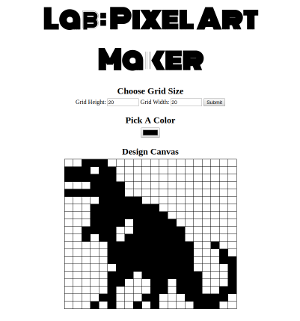 Lab: Pixel Art
Maker
Choose Grid Size
Grid Height: 20 Grid Width: 20 Submit
Pick A Color
Design Canvas